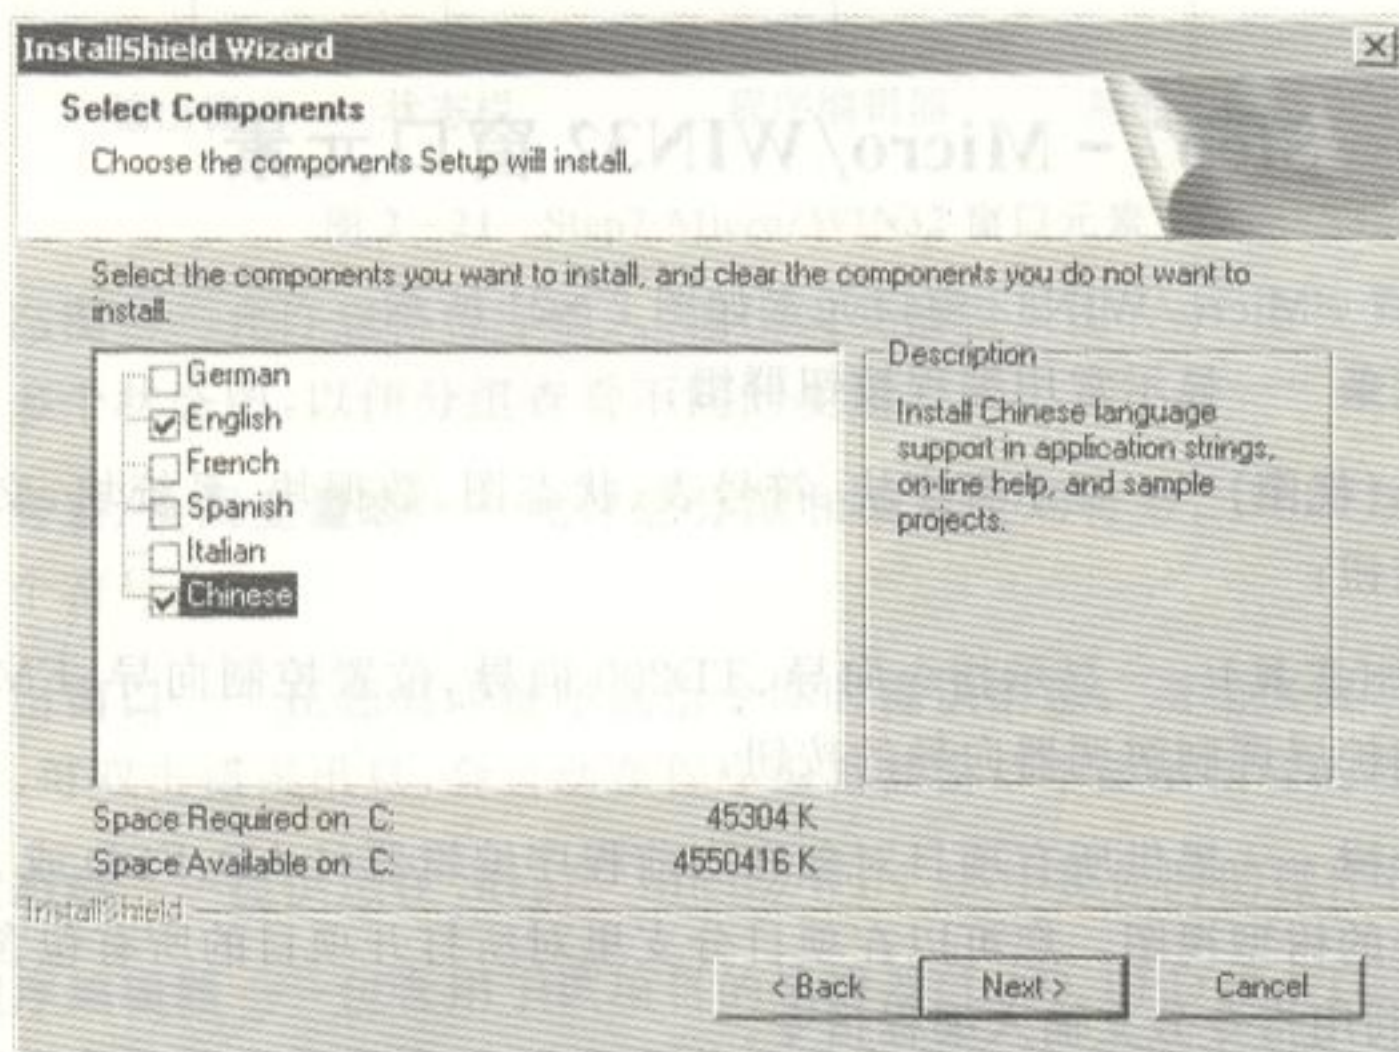 InstallShield Wizard
Select Components
Choose the components Setup will install.
Select the components you want to install, and clear the components you do not want to
install.
German
English
French
Spanish
Italian
Chinese
Description
Install Chinese language
support in application strings,
on-line help, and sample
projects.
Space Required on C:
45304 K
Space Available on C:
4550416 K
InstallShield
< Back
Next >
Cancel